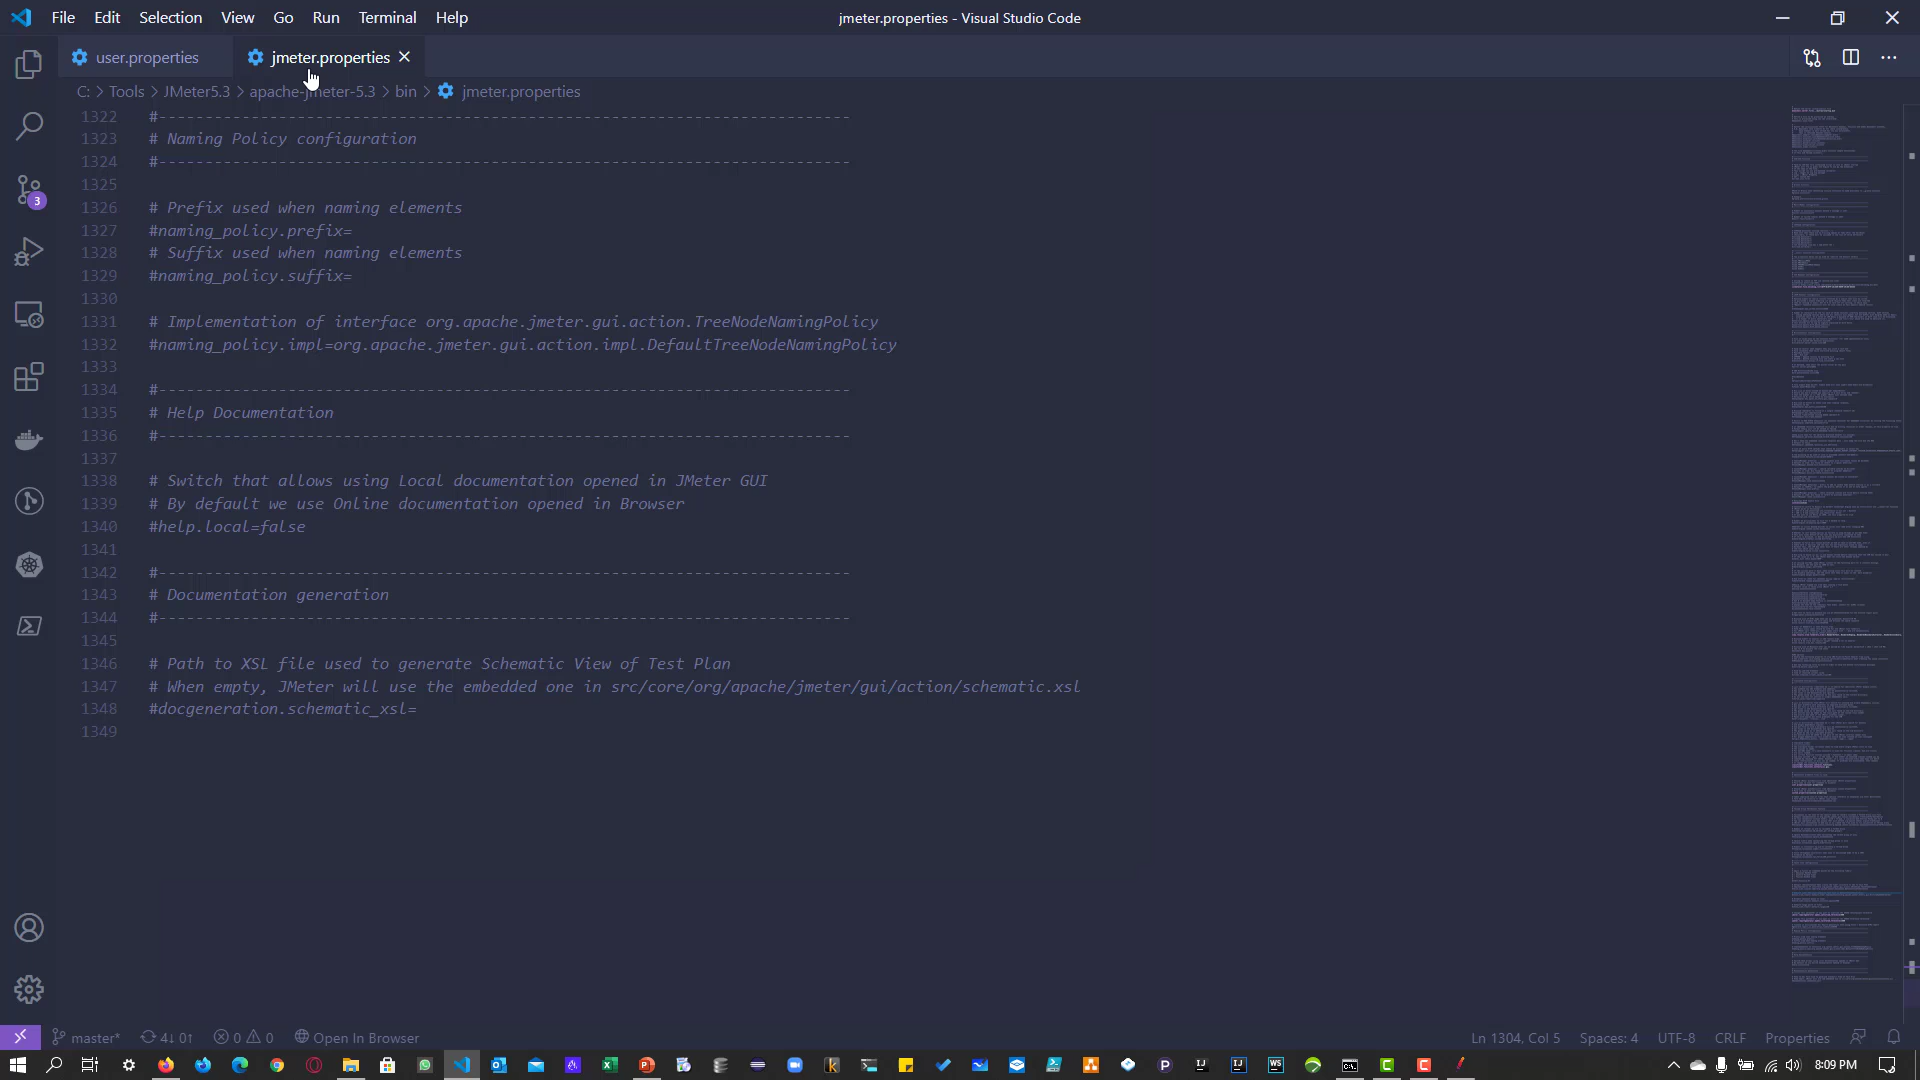 File Edit Selection View Go Run Terminal Help
jmeter.properties - Visual Studio Code
user.properties
jmeter.properties
C: > Tools > JMeter5.3 > apache-jmeter-5.3 > bin > jmeter.properties
1322 #---------------------------------------------------------------------------
1323 # Naming Policy configuration
1324 #---------------------------------------------------------------------------
1325
1326 # Prefix used when naming elements
1327 #naming_policy.prefix=
1328 # Suffix used when naming elements
1329 #naming_policy.suffix=
1330
1331 # Implementation of interface org.apache.jmeter.gui.action.TreeNodeNamingPolicy
1332 #naming_policy.impl=org.apache.jmeter.gui.action.impl.DefaultTreeNodeNamingPolicy
1333
1334 #---------------------------------------------------------------------------
1335 # Help Documentation
1336 #---------------------------------------------------------------------------
1337
1338 # Switch that allows using Local documentation opened in JMeter GUI
1339 # By default we use Online documentation opened in Browser
1340 #help.local=false
1341
1342 #---------------------------------------------------------------------------
1343 # Documentation generation
1344 #---------------------------------------------------------------------------
1345
1346 # Path to XSL file used to generate Schematic View of Test Plan
1347 # When empty, JMeter will use the embedded one in src/core/org/apache/jmeter/gui/action/schematic.xsl
1348 #docgeneration.schematic_xsl=
1349
3
master* 4↓ 0↑ 0 0 Open In Browser
Ln 1304, Col 5 Spaces: 4 UTF-8 CRLF Properties
8:09 PM